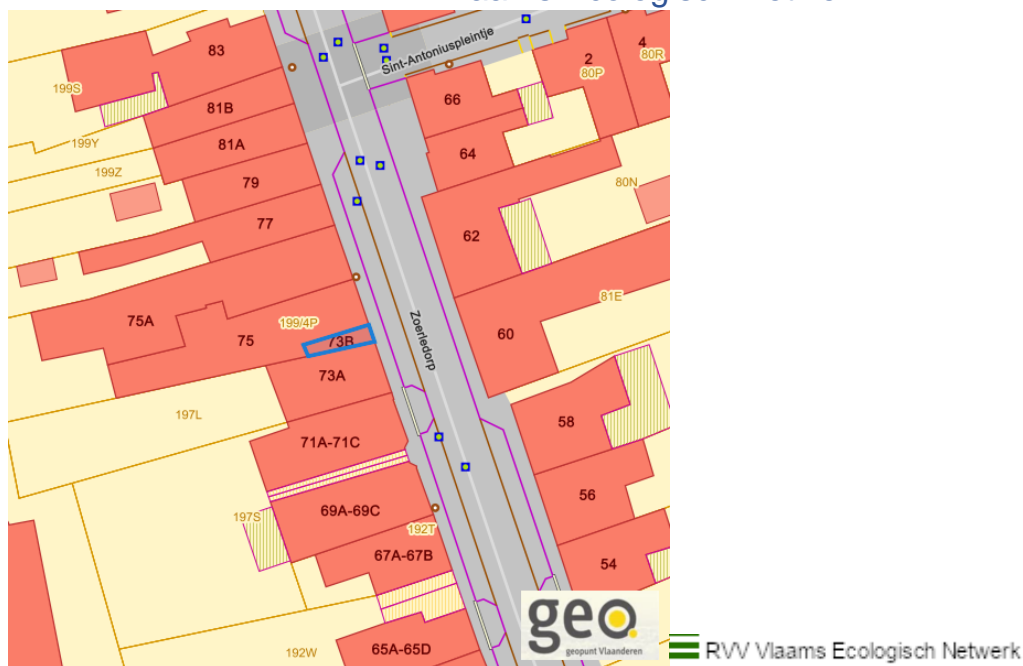 83
Sint-Antoniuspleintje
2
4
80R
80P
199S
81B
66
81A
199Y
64
199Z
79
80N
77
62
81E
75A
199/4P
75
73B
Zoerledorp
60
73A
197L
58
71A-71C
56
69A-69C
197S
192T
67A-67B
54
geo.
geopunt Vlaanderen
192W
65A-65D
RVV Vlaams Ecologisch Netwerk